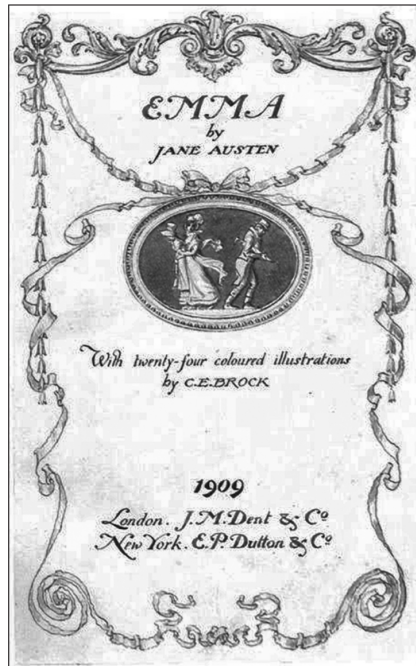 EMMA
by
JANE AUSTEN
With twenty-four coloured illustrations
by C.E.BROCK
1909
London. J.M.Dent & Cº
New York. E.P. Dutton & Cº